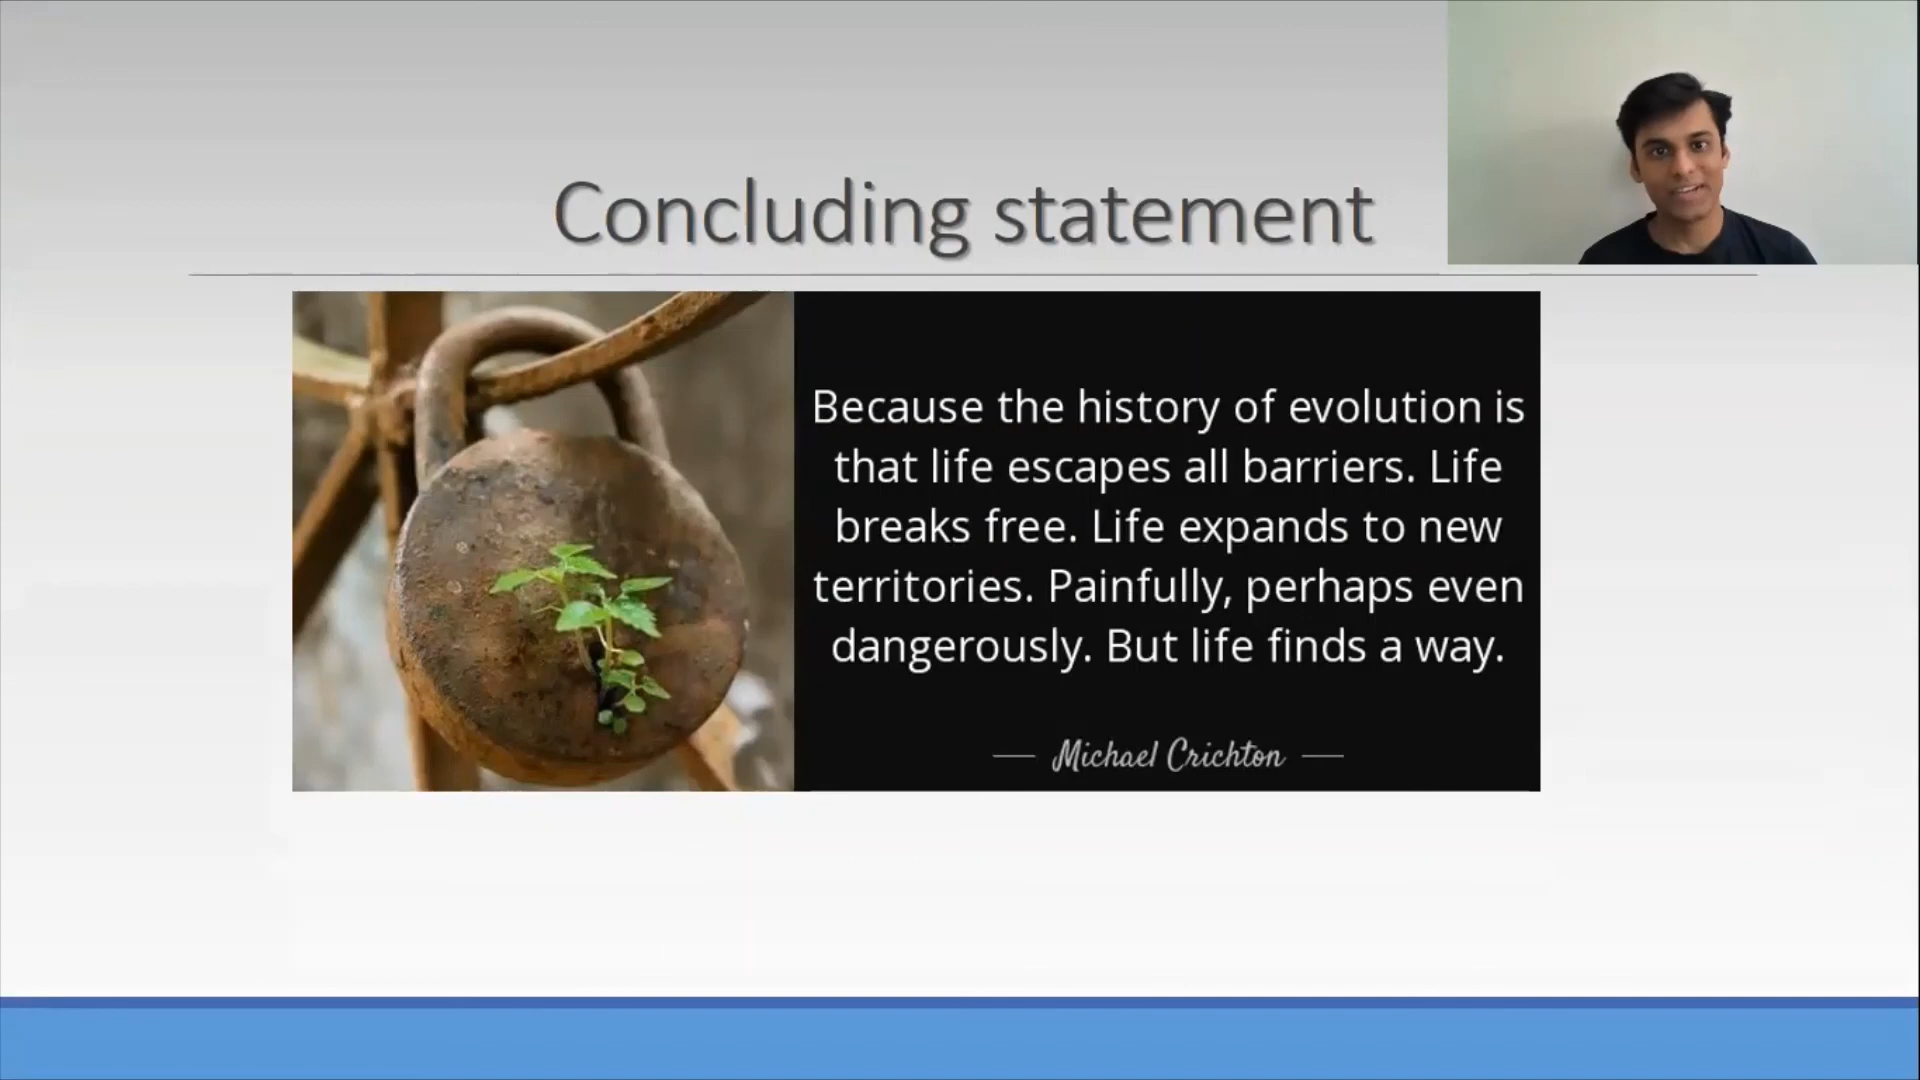 Concluding statement
Because the history of evolution is
that life escapes all barriers. Life
breaks free. Life expands to new
territories. Painfully, perhaps even
dangerously. But life finds a way.
Michael Crichton